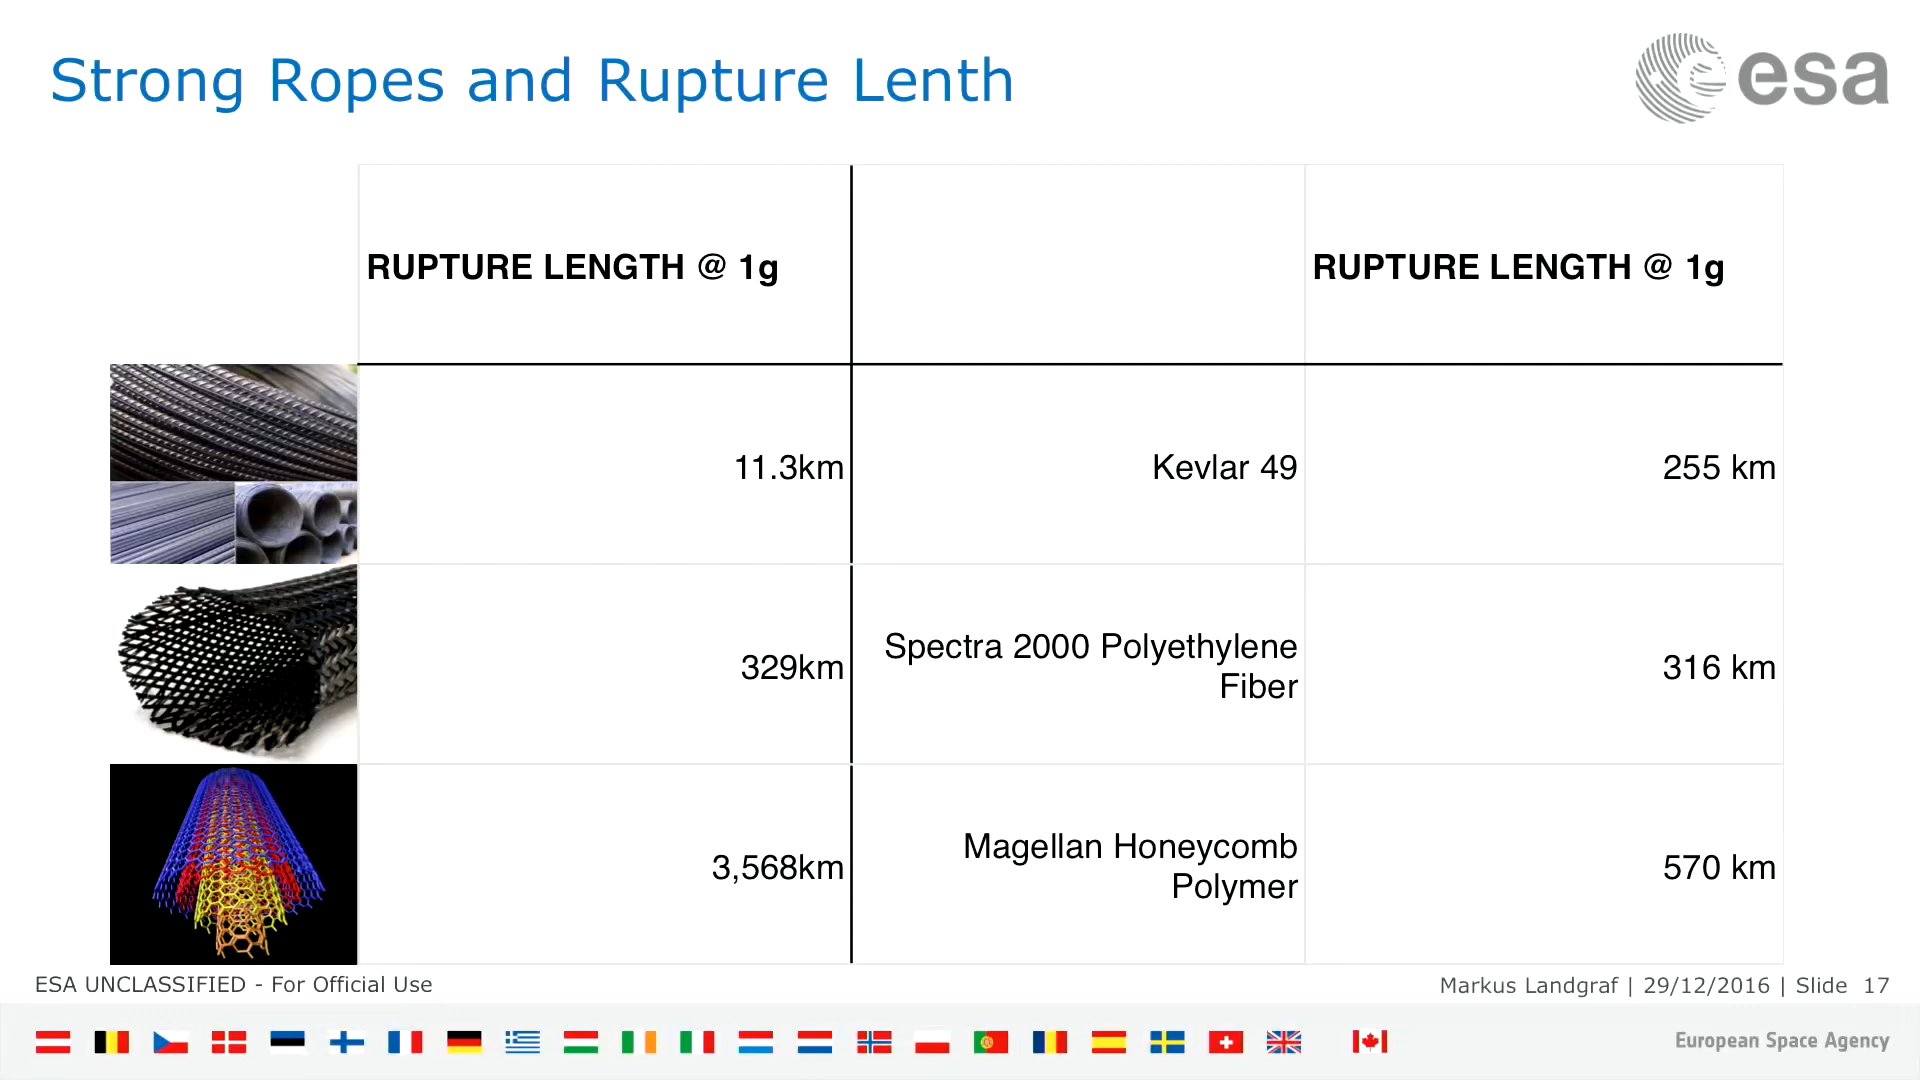 Strong Ropes and Rupture Lenth
esa
RUPTURE LENGTH @ 1g
RUPTURE LENGTH @ 1g
11.3km
Kevlar 49
255 km
329km
Spectra 2000 Polyethylene
Fiber
316 km
3,568km
Magellan Honeycomb
Polymer
570 km
ESA UNCLASSIFIED - For Official Use
Markus Landgraf | 29/12/2016 | Slide 17
European Space Agency